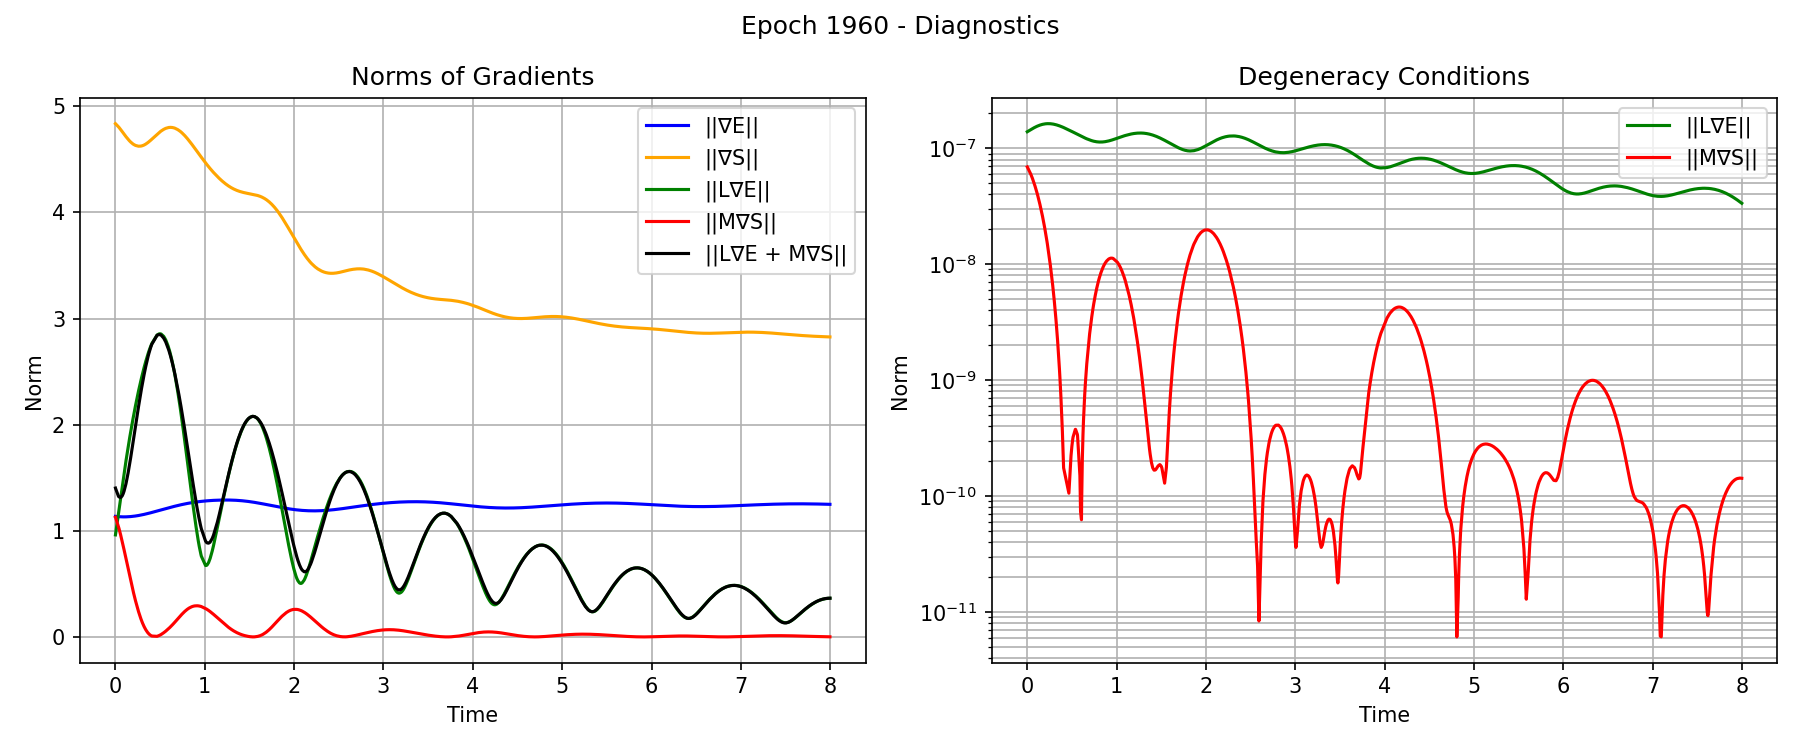 Epoch 1960 - Diagnostics
Norms of Gradients
5
4
3
2
1
0
Norm
0 1 2 3 4 5 6 7 8
Time
||∇E||
||∇S||
||L∇E||
||M∇S||
||L∇E + M∇S||
Degeneracy Conditions
10⁻⁷
10⁻⁸
10⁻⁹
10⁻¹⁰
10⁻¹¹
Norm
0 1 2 3 4 5 6 7 8
Time
||L∇E||
||M∇S||